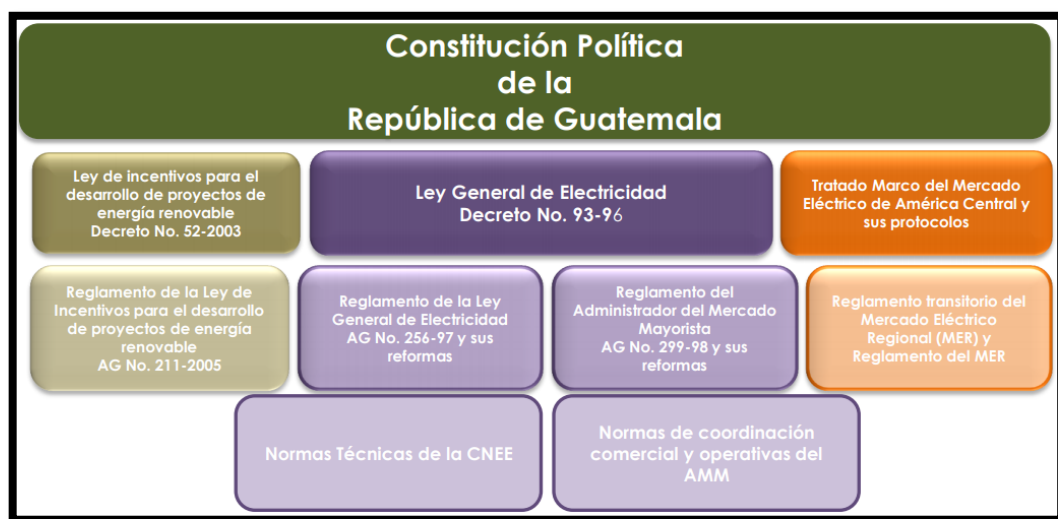 Constitución Política
de la
República de Guatemala
Ley de incentivos para el
desarrollo de proyectos de
energía renovable
Decreto No. 52-2003
Ley General de Electricidad
Decreto No. 93-96
Tratado Marco del Mercado
Eléctrico de América Central y
sus protocolos
Reglamento de la Ley de
Incentivos para el desarrollo
de proyectos de energía
renovable
AG No. 211-2005
Reglamento de la Ley
General de Electricidad
AG No. 256-97 y sus
reformas
Reglamento del
Administrador del Mercado
Mayorista
AG No. 299-98 y sus
reformas
Reglamento transitorio del
Mercado Eléctrico
Regional (MER) y
Reglamento del MER
Normas Técnicas de la CNEE
Normas de coordinación
comercial y operativas del
AMM